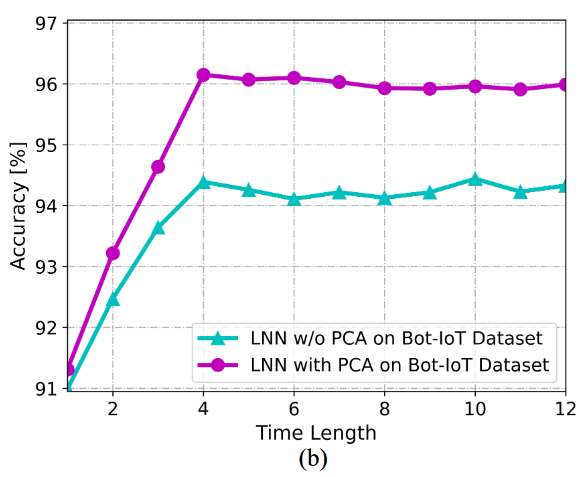 97
96
95
94
93
92
91
Accuracy [%]
LNN w/o PCA on Bot-IoT Dataset
LNN with PCA on Bot-IoT Dataset
2 4 6 8 10 12
Time Length
(b)